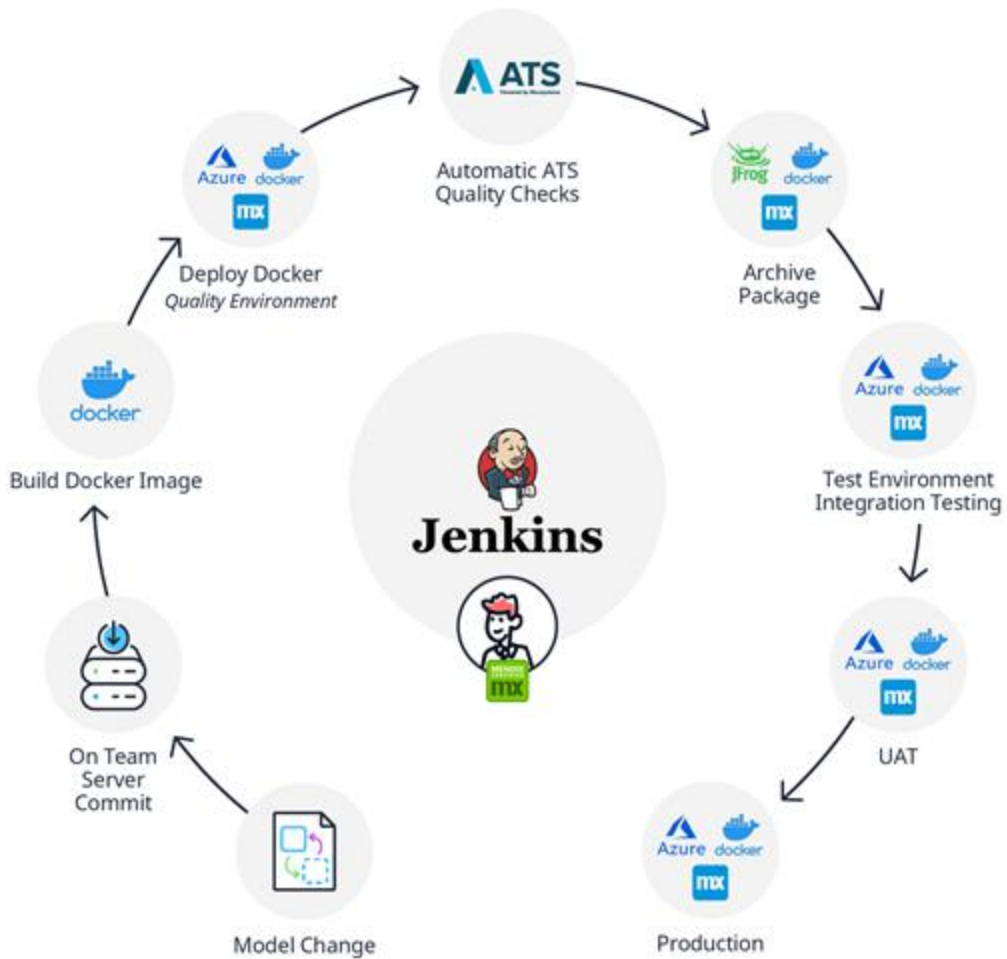 ATS
Automatic ATS
Quality Checks
Azure
docker
mx
Deploy Docker
Quality Environment
JFrog
docker
mx
Archive
Package
docker
Build Docker Image
Azure
docker
mx
Test Environment
Integration Testing
Jenkins
MENDIX
CERTIFIED
mx
On Team
Server
Commit
Azure
docker
mx
UAT
Model Change
Azure
docker
mx
Production